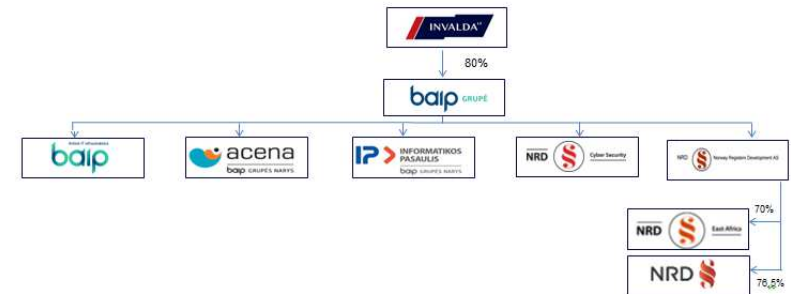 INVALDA LT
80%
baip GRUPĖ
baip
acena
baip GRUPĖS NARYS
INFORMATIKOS
PASAULIS
baip GRUPĖS NARYS
NRD Cyber Security
NRD Norway Registers Development AS
70%
NRD East Africa
NRD
76,5%